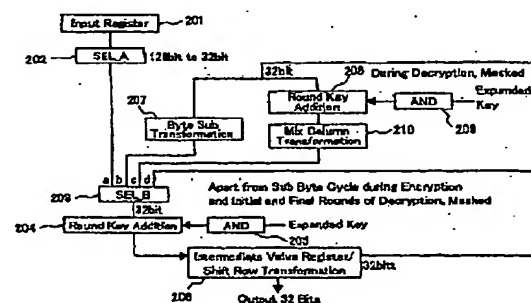 Input Register
201
202
SEL A
128bit to 32bit
32bit
208
During Decryption, Masked
207
Round Key Addition
AND
Expanded Key
209
Byte Sub Transformation
Mix Column Transformation
210
a b c d
203
SEL B
Apart from Sub Byte Cycle during Encryption
and Initial and Final Rounds of Decryption, Masked
32bit
204
Round Key Addition
AND
Expanded Key
205
Intermediate Value Register/
Shift Row Transformation
32bits
206
Output 32 Bits